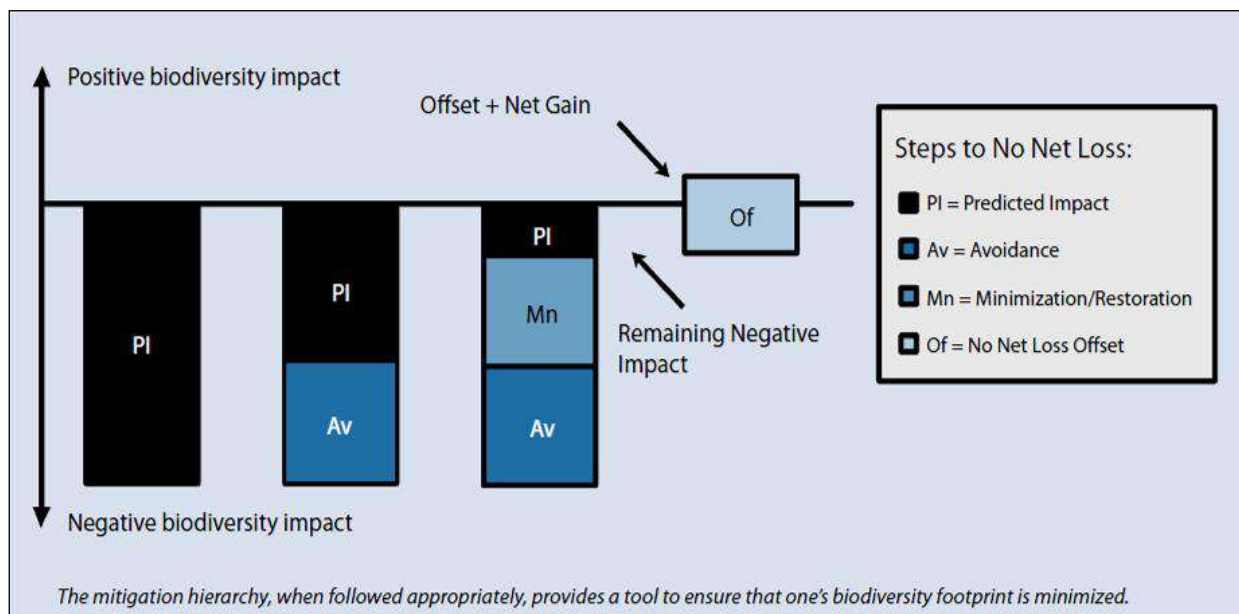 Positive biodiversity impact
Offset + Net Gain
Steps to No Net Loss:
PI = Predicted Impact
Av = Avoidance
Mn = Minimization/Restoration
Of = No Net Loss Offset
PI
PI
Av
PI
Mn
Av
Of
Remaining Negative
Impact
Negative biodiversity impact
The mitigation hierarchy, when followed appropriately, provides a tool to ensure that one's biodiversity footprint is minimized.